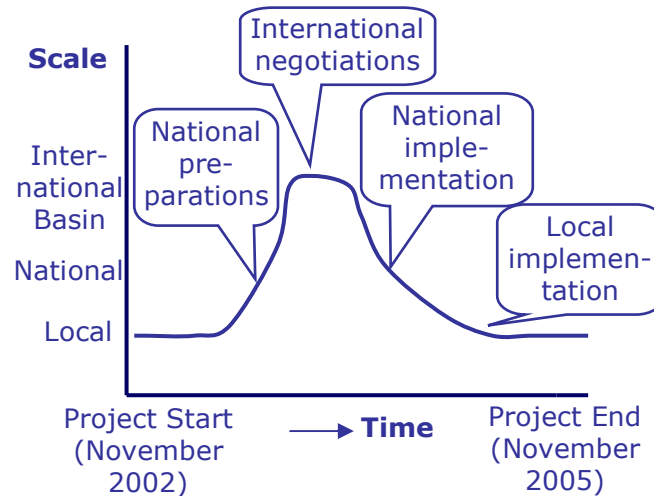 Scale
International
negotiations
National
pre-
parations
National
imple-
mentation
Inter-
national
Basin
Local
implemen-
tation
National
Local
Project Start
(November
2002)
Time
Project End
(November
2005)